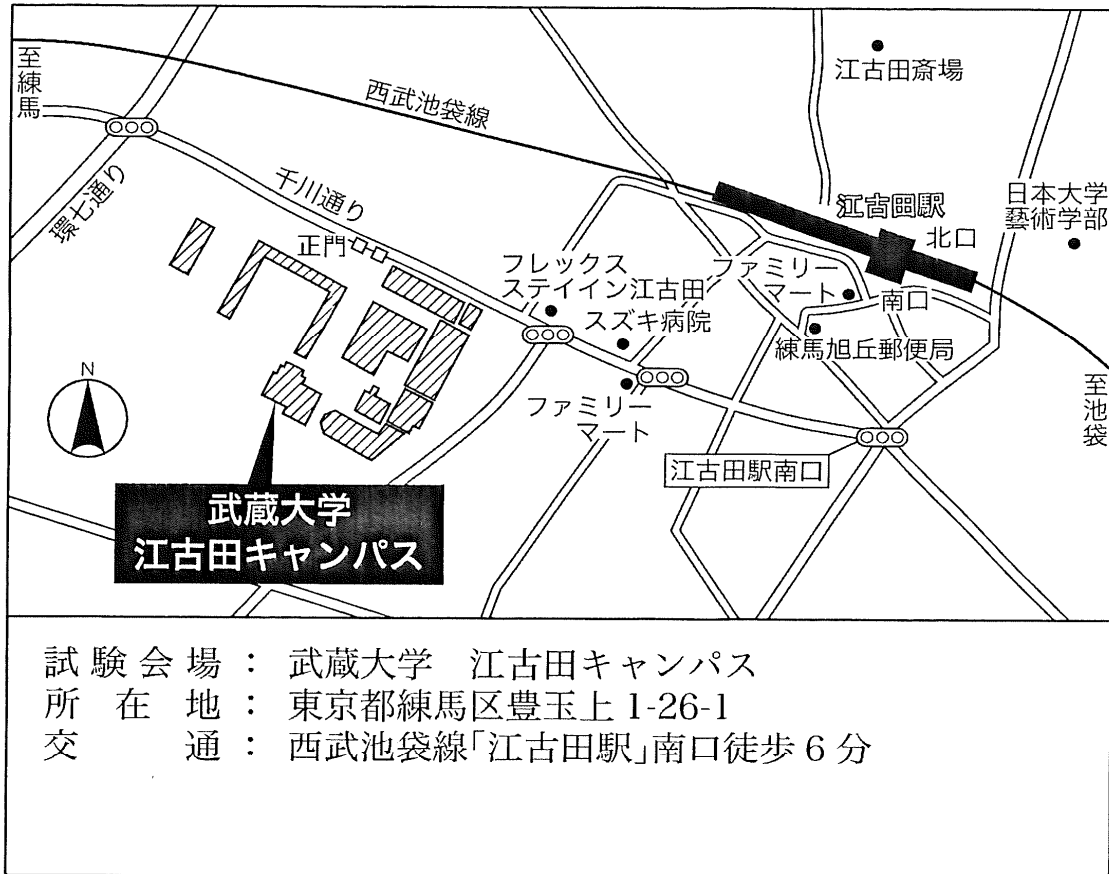 至練馬
江古田斎場
西武池袋線
環七通り
千川通り
正門
江古田駅
北口
日本大学
藝術学部
フレックス
ステイイン江古田
スズキ病院
ファミリー
マート
南口
練馬旭丘郵便局
至池袋
ファミリー
マート
江古田駅南口
N
武蔵大学
江古田キャンパス
試験会場 : 武蔵大学 江古田キャンパス
所在地 : 東京都練馬区豊玉上 1-26-1
交通 : 西武池袋線「江古田駅」南口徒歩 6 分